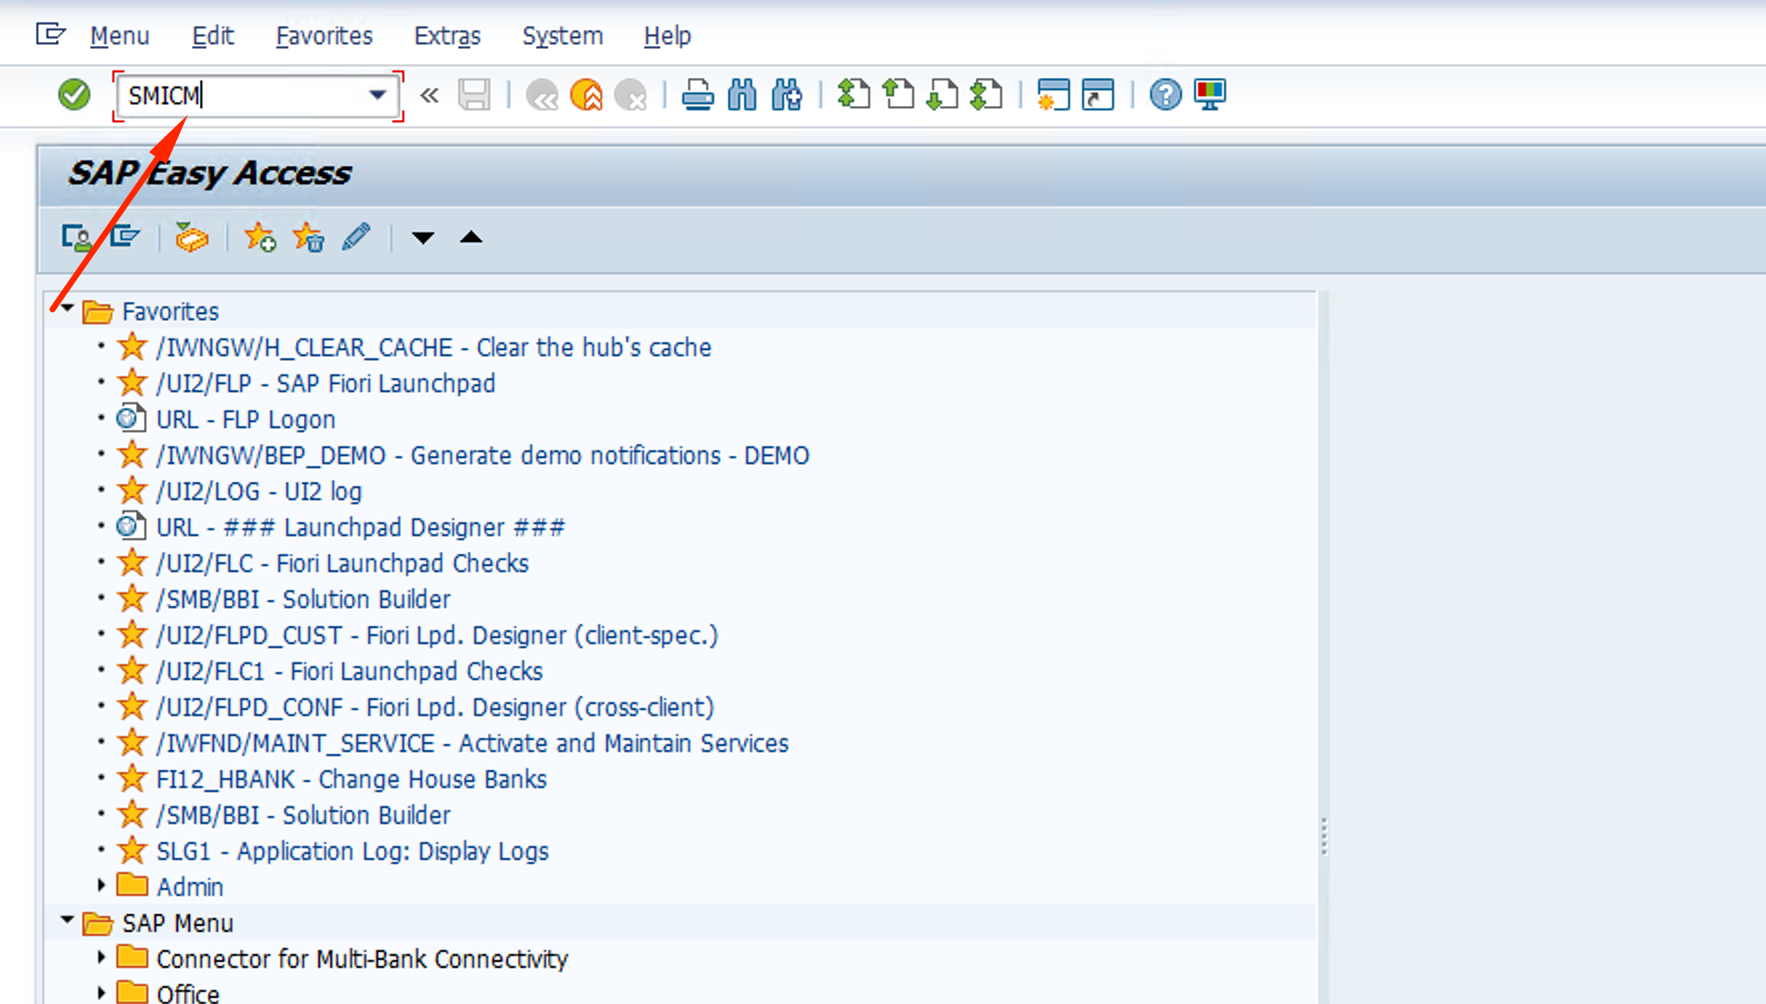 Menu Edit Favorites Extras System Help
SMICM
SAP Easy Access
Favorites
/IWNGW/H_CLEAR_CACHE - Clear the hub's cache
/UI2/FLP - SAP Fiori Launchpad
URL - FLP Logon
/IWNGW/BEP_DEMO - Generate demo notifications - DEMO
/UI2/LOG - UI2 log
URL - ### Launchpad Designer ###
/UI2/FLC - Fiori Launchpad Checks
/SMB/BBI - Solution Builder
/UI2/FLPD_CUST - Fiori Lpd. Designer (client-spec.)
/UI2/FLC1 - Fiori Launchpad Checks
/UI2/FLPD_CONF - Fiori Lpd. Designer (cross-client)
/IWFND/MAINT_SERVICE - Activate and Maintain Services
FI12_HBANK - Change House Banks
/SMB/BBI - Solution Builder
SLG1 - Application Log: Display Logs
Admin
SAP Menu
Connector for Multi-Bank Connectivity
Office